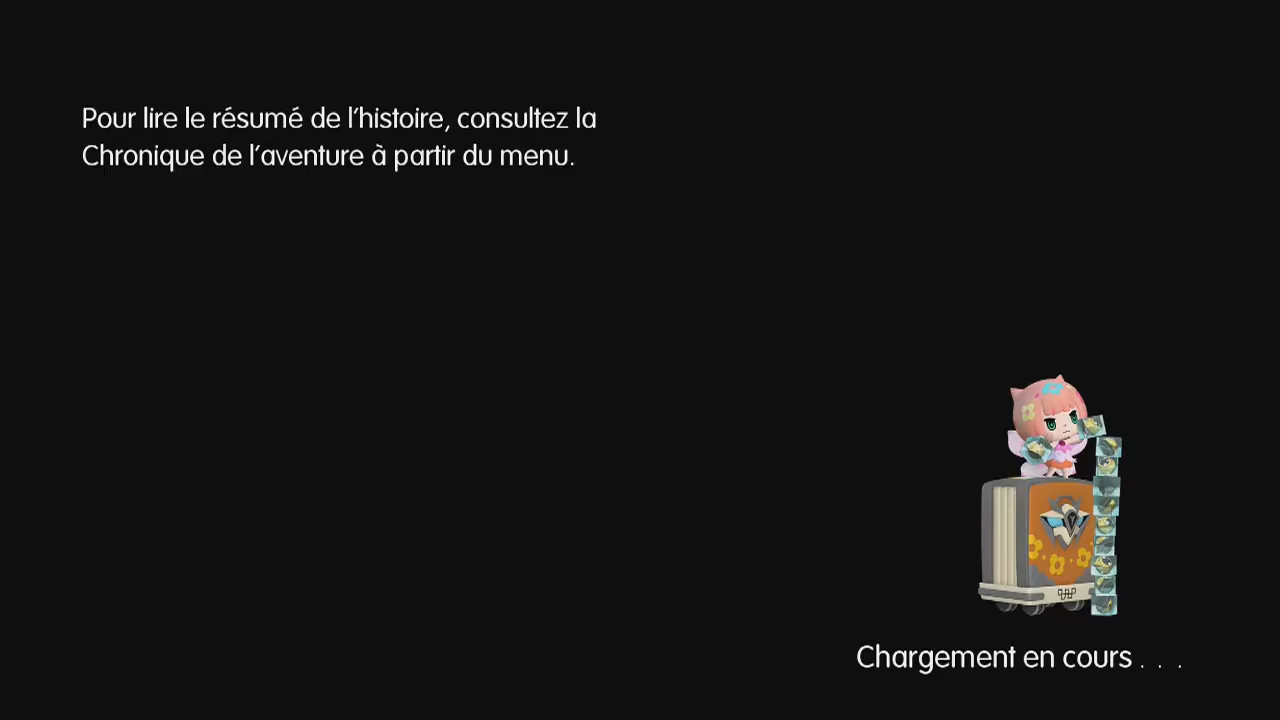 Pour lire le résumé de l'histoire, consultez la
Chronique de l'aventure à partir du menu.
Chargement en cours . . .